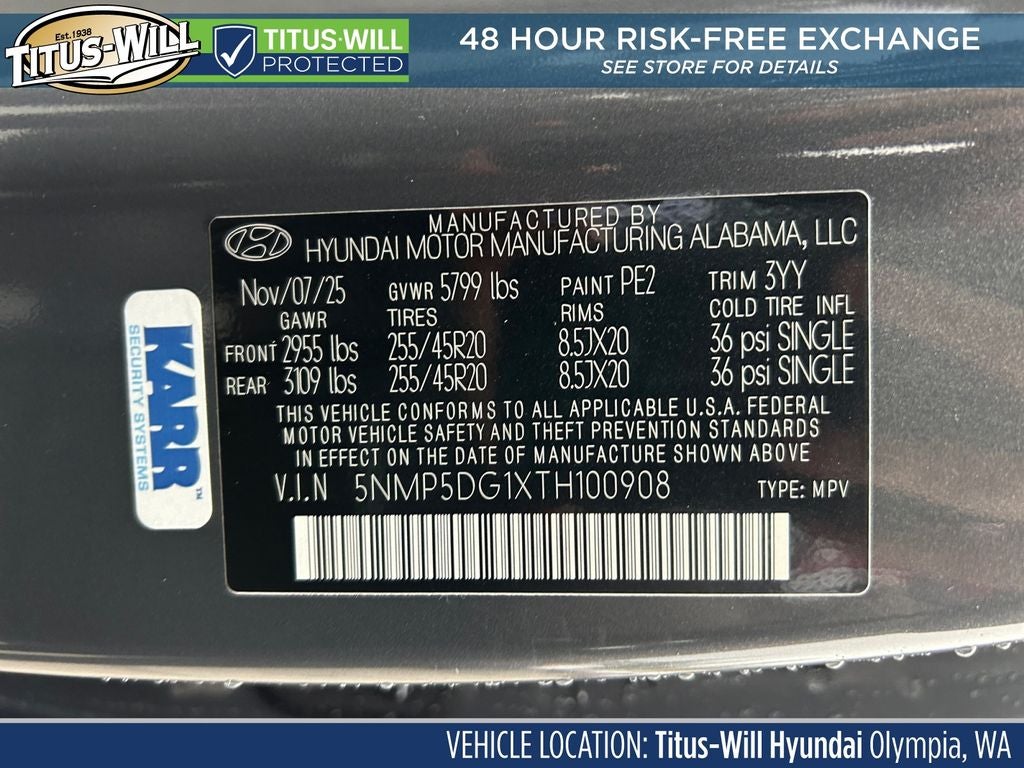 Est. 1938
TITUS-WILL
TITUS-WILL
PROTECTED
48 HOUR RISK-FREE EXCHANGE
SEE STORE FOR DETAILS
MANUFACTURED BY
HYUNDAI MOTOR MANUFACTURING ALABAMA, LLC
Nov/07/25 GVWR 5799 lbs PAINT PE2 TRIM 3YY
GAWR TIRES RIMS COLD TIRE INFL
FRONT 2955 lbs 255/45R20 8.5JX20 36 psi SINGLE
REAR 3109 lbs 255/45R20 8.5JX20 36 psi SINGLE
THIS VEHICLE CONFORMS TO ALL APPLICABLE U.S.A. FEDERAL
MOTOR VEHICLE SAFETY AND THEFT PREVENTION STANDARDS
IN EFFECT ON THE DATE OF MANUFACTURE SHOWN ABOVE
V.I.N 5NMP5DG1XTH100908 TYPE: MPV
KARR™
SECURITY SYSTEMS
VEHICLE LOCATION: Titus-Will Hyundai Olympia, WA